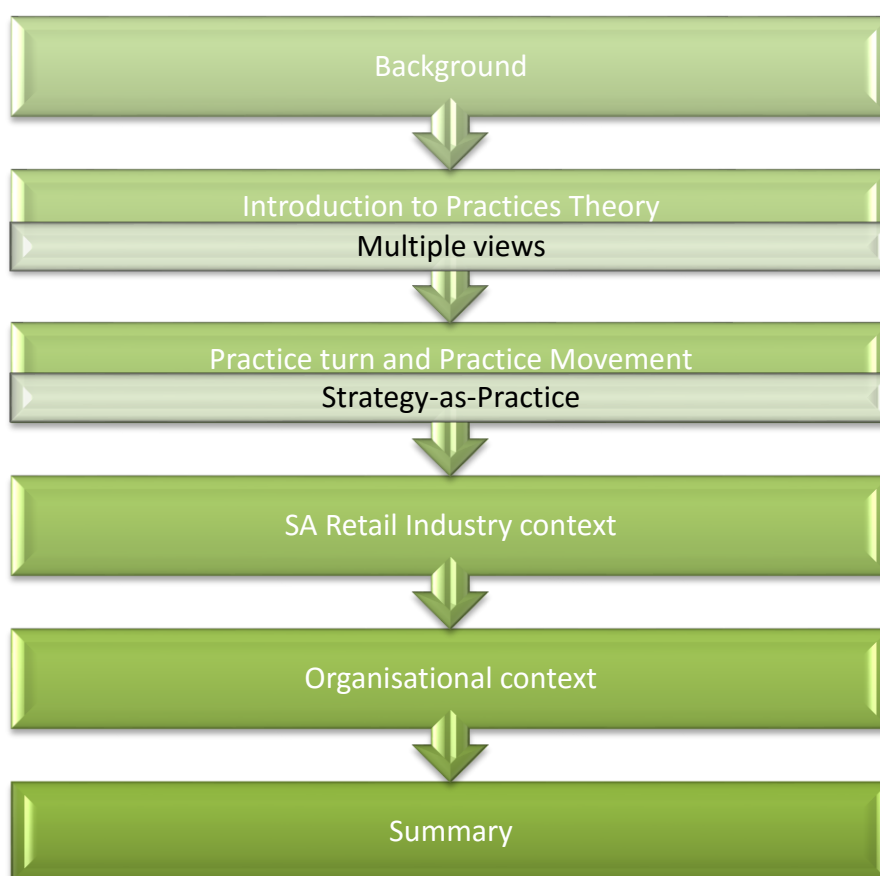 Background
Introduction to Practices Theory
Multiple views
Practice turn and Practice Movement
Strategy-as-Practice
SA Retail Industry context
Organisational context
Summary